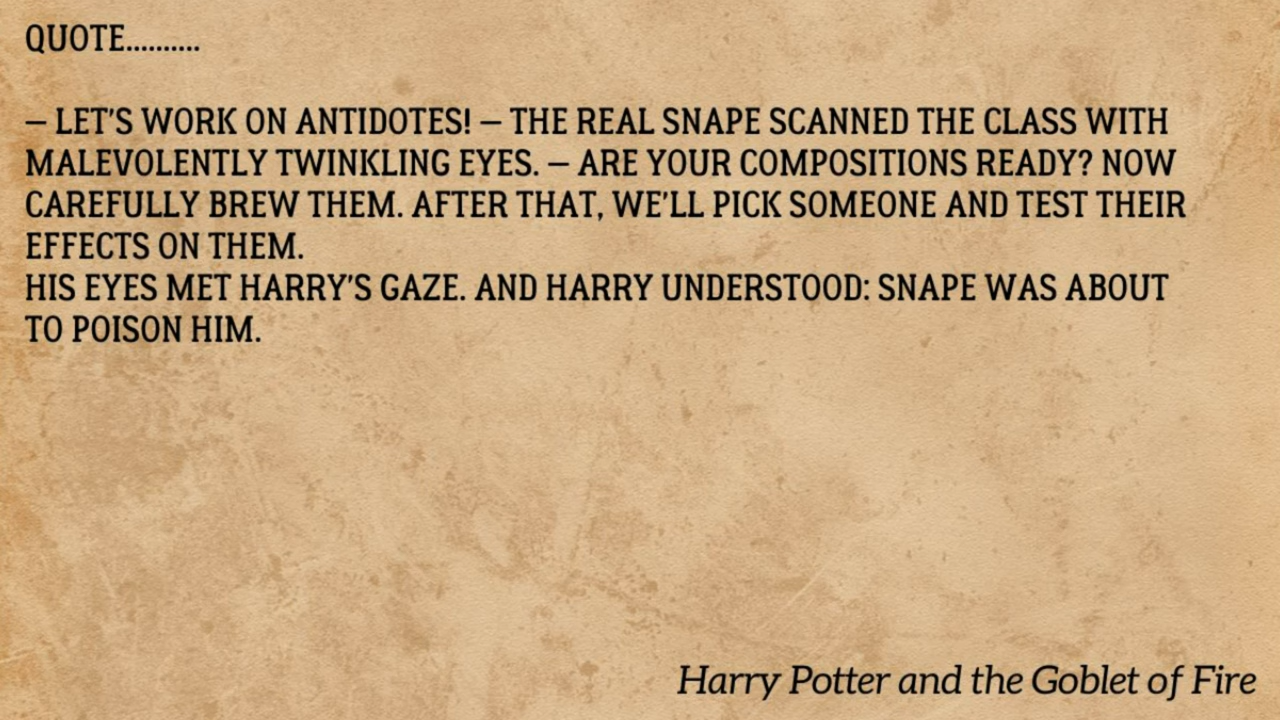 QUOTE..........
– LET'S WORK ON ANTIDOTES! – THE REAL SNAPE SCANNED THE CLASS WITH
MALEVOLENTLY TWINKLING EYES. – ARE YOUR COMPOSITIONS READY? NOW
CAREFULLY BREW THEM. AFTER THAT, WE'LL PICK SOMEONE AND TEST THEIR
EFFECTS ON THEM.
HIS EYES MET HARRY'S GAZE. AND HARRY UNDERSTOOD: SNAPE WAS ABOUT
TO POISON HIM.
Harry Potter and the Goblet of Fire